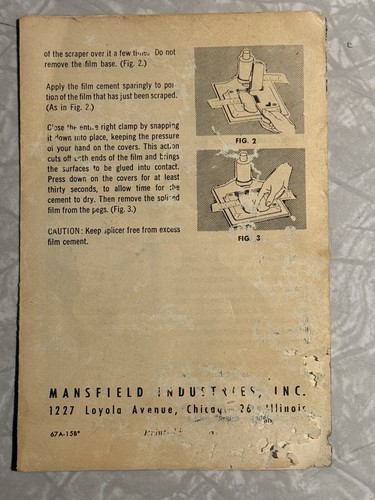 of the scraper over it a few times. Do not
remove the film base. (Fig. 2.)
Apply the film cement sparingly to por-
tion of the film that has just been scraped.
(As in Fig. 2.)
Close the entire right clamp by snapping
it down into place, keeping the pressure
of your hand on the covers. This action
cuts off both ends of the film and brings
the surfaces to be glued into contact.
Press down on the covers for at least
thirty seconds, to allow time for the
cement to dry. Then remove the spliced
film from the pegs. (Fig. 3.)
CAUTION: Keep splicer free from excess
film cement.
FIG. 2
FIG. 3
MANSFIELD INDUSTRIES, INC.
1227 Loyola Avenue, Chicago 26, Illinois
67A-15B*
Printed